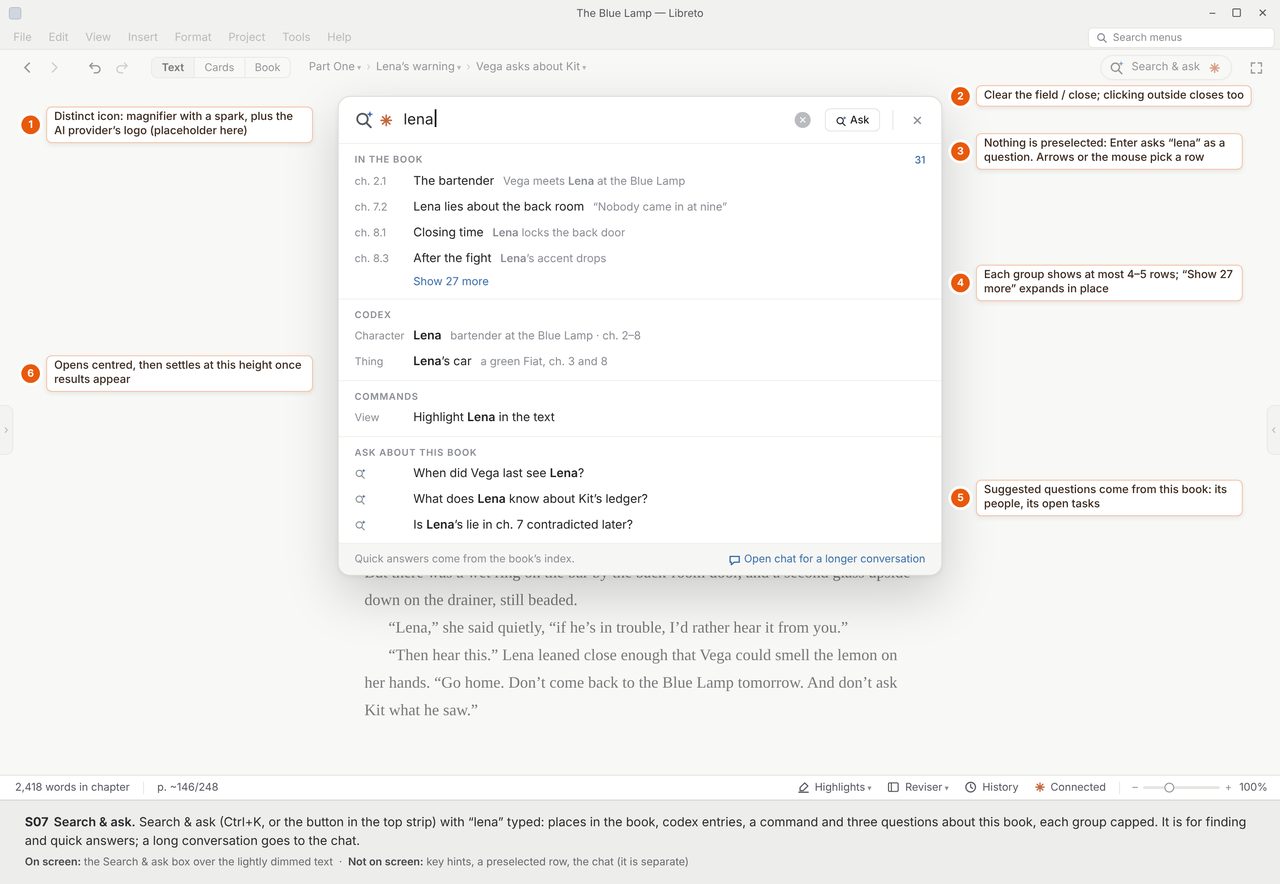 The Blue Lamp — Libreto
File Edit View Insert Format Project Tools Help
Search menus
Text Cards Book
Part One › Lena’s warning › Vega asks about Kit
Search & ask
1
Distinct icon: magnifier with a spark, plus the
AI provider’s logo (placeholder here)
2
Clear the field / close; clicking outside closes too
lena
Ask
3
Nothing is preselected: Enter asks “lena” as a
question. Arrows or the mouse pick a row
IN THE BOOK 31
ch. 2.1 The bartender Vega meets Lena at the Blue Lamp
ch. 7.2 Lena lies about the back room “Nobody came in at nine”
ch. 8.1 Closing time Lena locks the back door
ch. 8.3 After the fight Lena’s accent drops
Show 27 more
4
Each group shows at most 4–5 rows; “Show 27
more” expands in place
CODEX
Character Lena bartender at the Blue Lamp · ch. 2–8
Thing Lena’s car a green Fiat, ch. 3 and 8
6
Opens centred, then settles at this height once
results appear
COMMANDS
View Highlight Lena in the text
ASK ABOUT THIS BOOK
When did Vega last see Lena?
What does Lena know about Kit’s ledger?
Is Lena’s lie in ch. 7 contradicted later?
5
Suggested questions come from this book: its
people, its open tasks
Quick answers come from the book’s index. Open chat for a longer conversation
But there was a wet ring on the bar by the back room door, and a second glass upside
down on the drainer, still beaded.
“Lena,” she said quietly, “if he’s in trouble, I’d rather hear it from you.”
“Then hear this.” Lena leaned close enough that Vega could smell the lemon on
her hands. “Go home. Don’t come back to the Blue Lamp tomorrow. And don’t ask
Kit what he saw.”
2,418 words in chapter p. ~146/248 Highlights Reviser History Connected − + 100%
S07 Search & ask. Search & ask (Ctrl+K, or the button in the top strip) with “lena” typed: places in the book, codex entries, a command and three questions about this book, each group capped. It is for finding
and quick answers; a long conversation goes to the chat.
On screen: the Search & ask box over the lightly dimmed text · Not on screen: key hints, a preselected row, the chat (it is separate)